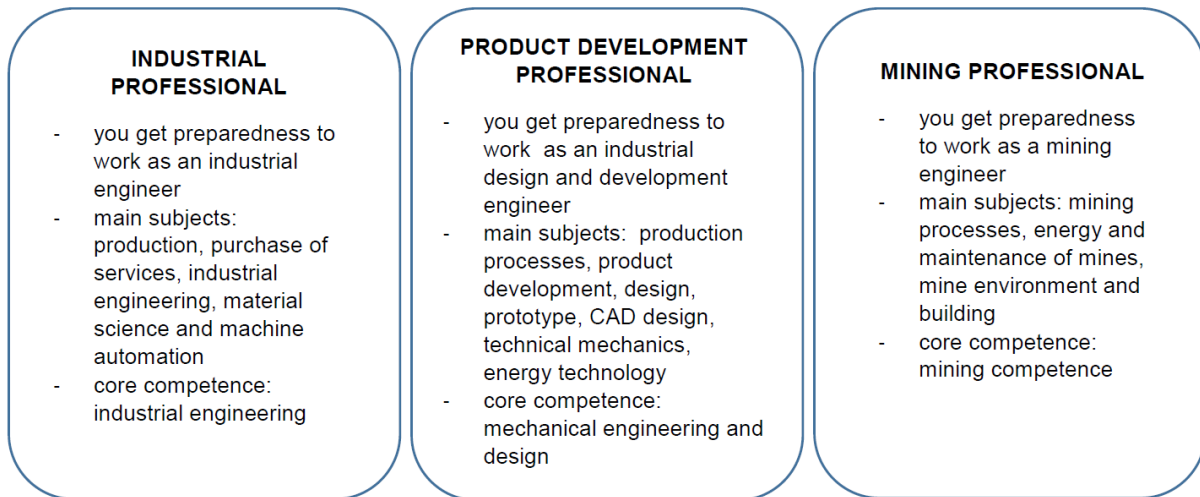 INDUSTRIAL
PROFESSIONAL
- you get preparedness to
work as an industrial
engineer
- main subjects:
production, purchase of
services, industrial
engineering, material
science and machine
automation
- core competence:
industrial engineering
PRODUCT DEVELOPMENT
PROFESSIONAL
- you get preparedness to
work as an industrial
design and development
engineer
- main subjects: production
processes, product
development, design,
prototype, CAD design,
technical mechanics,
energy technology
- core competence:
mechanical engineering and
design
MINING PROFESSIONAL
- you get preparedness
to work as a mining
engineer
- main subjects: mining
processes, energy and
maintenance of mines,
mine environment and
building
- core competence:
mining competence